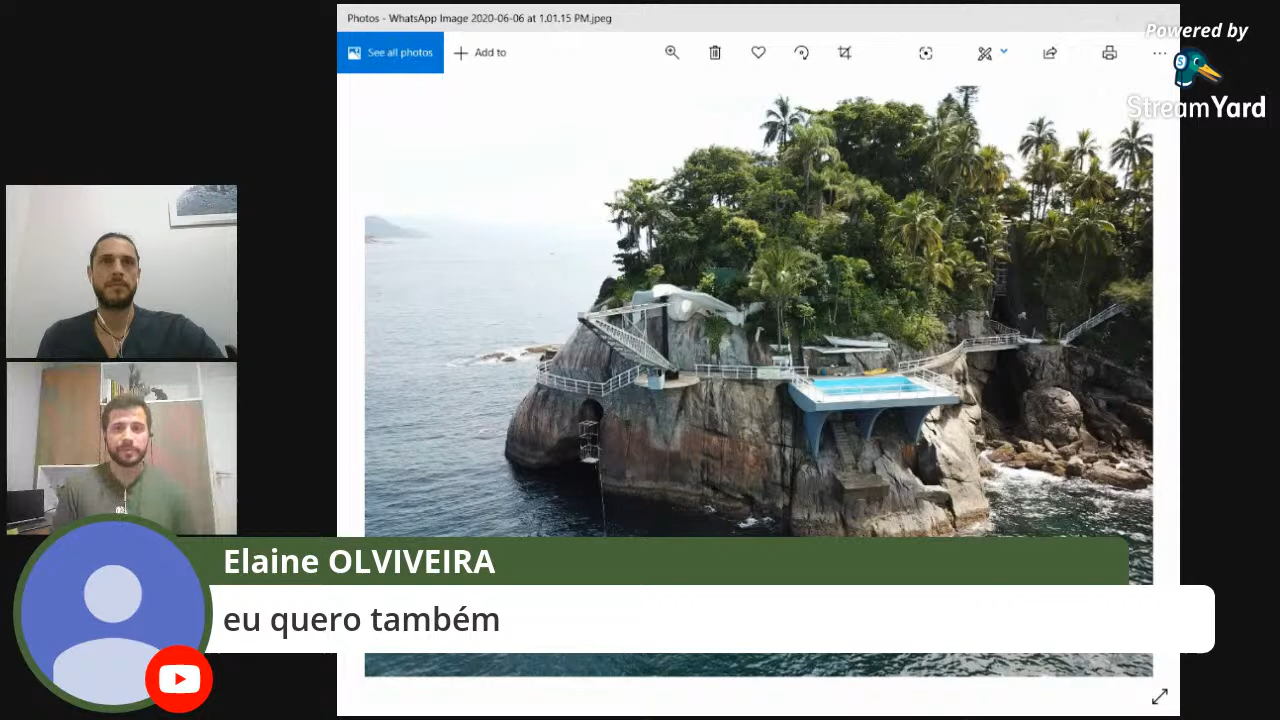 Photos - WhatsApp Image 2020-06-06 at 1.01.15 PM.jpeg
See all photos
Add to
Powered by
StreamYard
Elaine OLVIVEIRA
eu quero também